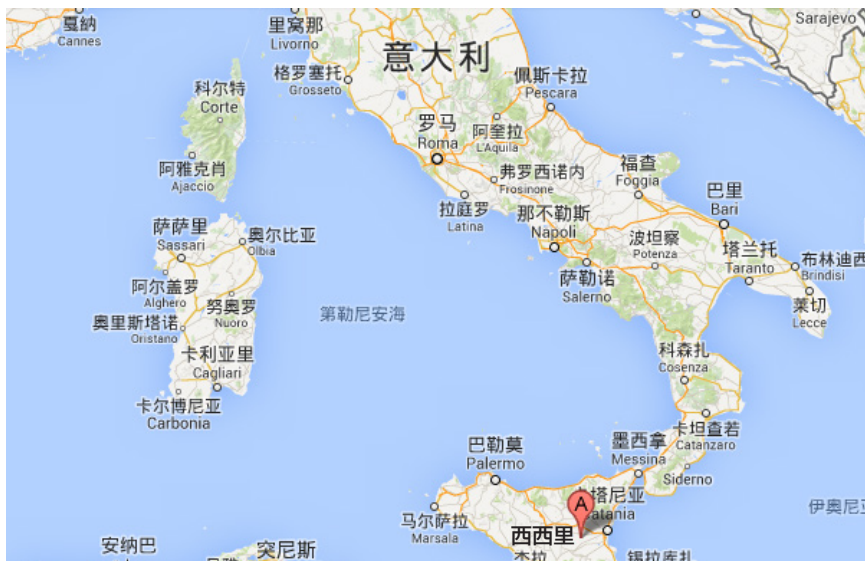 戛纳
Cannes
里窝那
Livorno
Sarajevo
意大利
格罗塞托
Grosseto
科尔特
Corte
佩斯卡拉
Pescara
罗马
Roma
阿奎拉
L'Aquila
阿雅克肖
Ajaccio
弗罗西诺内
Frosinone
福查
Foggia
拉庭罗
Latina
巴里
Bari
萨萨里
Sassari
奥尔比亚
Olbia
那不勒斯
Napoli
波坦察
Potenza
塔兰托
Taranto
布林迪西
Brindisi
阿尔盖罗
Alghero
萨勒诺
Salerno
努奥罗
Nuoro
莱切
Lecce
奥里斯塔诺
Oristano
第勒尼安海
卡利亚里
Cagliari
科森扎
Cosenza
卡尔博尼亚
Carbonia
卡坦查若
Catanzaro
巴勒莫
Palermo
墨西拿
Messina
Siderno
塔尼亚
A
atania
马尔萨拉
Marsala
伊奥尼
西西里
安纳巴
突尼斯
杰拉
锡拉库扎